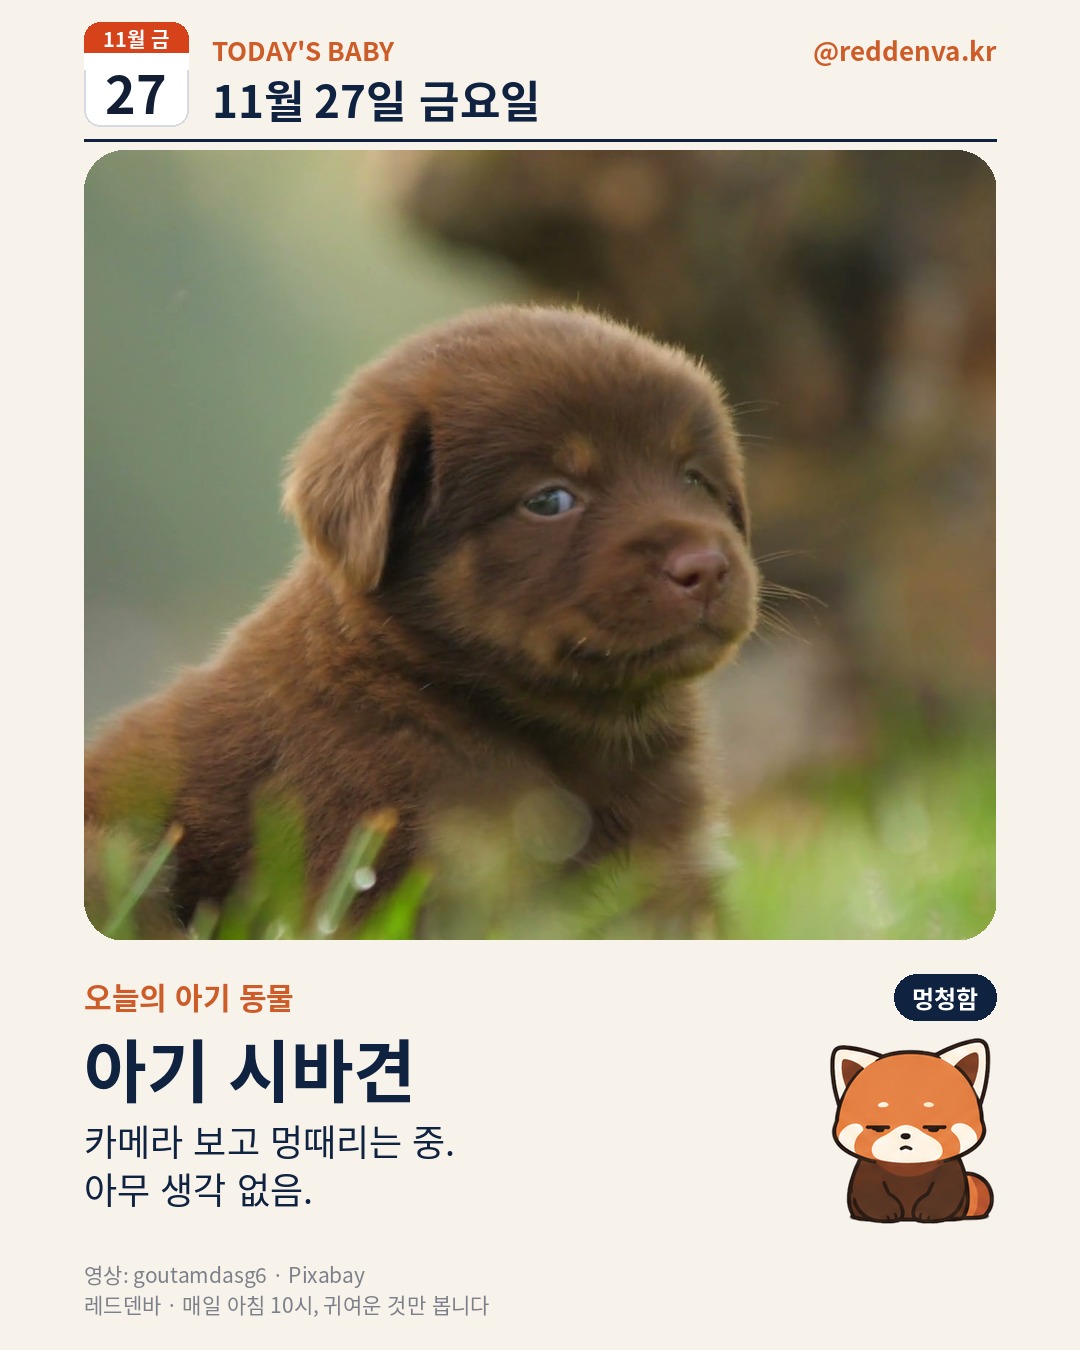 11월 금
27
TODAY'S BABY
11월 27일 금요일
@reddenva.kr
오늘의 아기 동물
멍청함
아기 시바견
카메라 보고 멍때리는 중.
아무 생각 없음.
영상: goutamdasg6 · Pixabay
레드덴바 · 매일 아침 10시, 귀여운 것만 봅니다